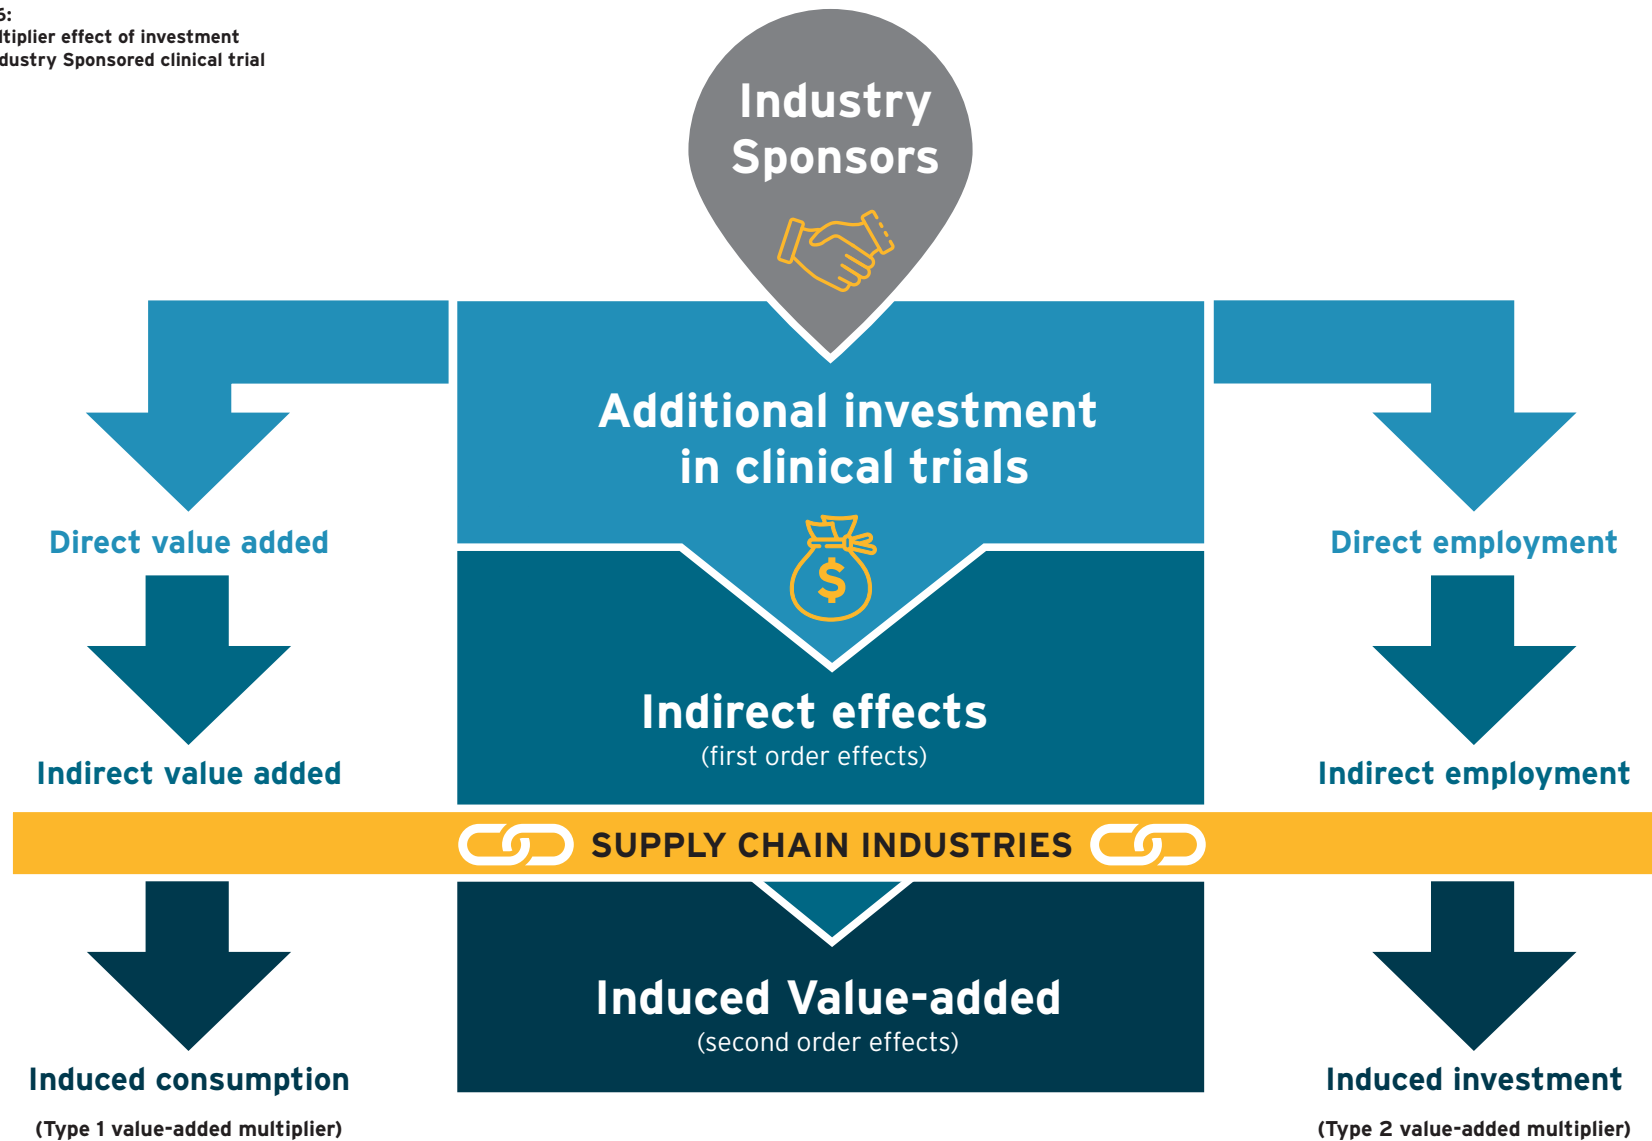 6:
ltiplier effect of investment
dustry Sponsored clinical trial
Industry
Sponsors
Additional investment
in clinical trials
$
Direct value added
Direct employment
Indirect effects
(first order effects)
Indirect value added
Indirect employment
SUPPLY CHAIN INDUSTRIES
Induced Value-added
(second order effects)
Induced consumption
(Type 1 value-added multiplier)
Induced investment
(Type 2 value-added multiplier)